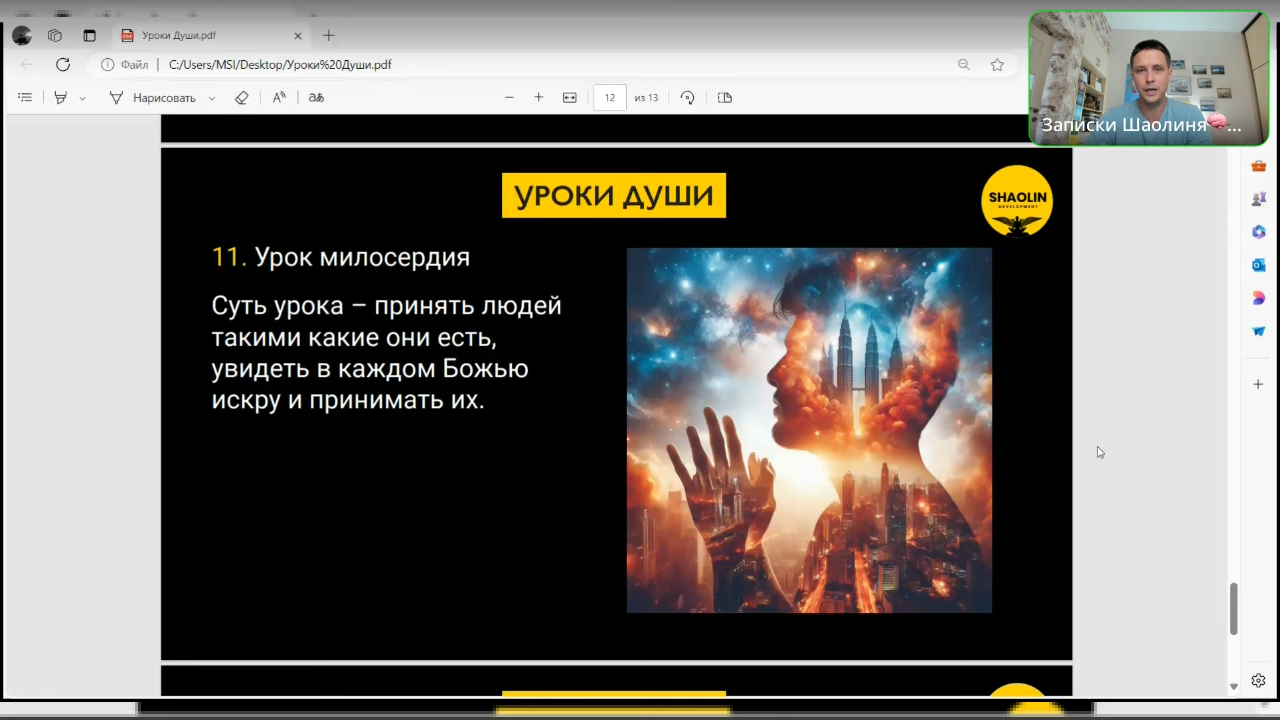 Уроки Души.pdf
Файл
C:/Users/MSI/Desktop/Уроки%20Души.pdf
Нарисовать
12 из 13
Записки Шаолиня🧠...
УРОКИ ДУШИ
SHAOLIN
DEVELOPMENT
11. Урок милосердия
Суть урока – принять людей
такими какие они есть,
увидеть в каждом Божью
искру и принимать их.